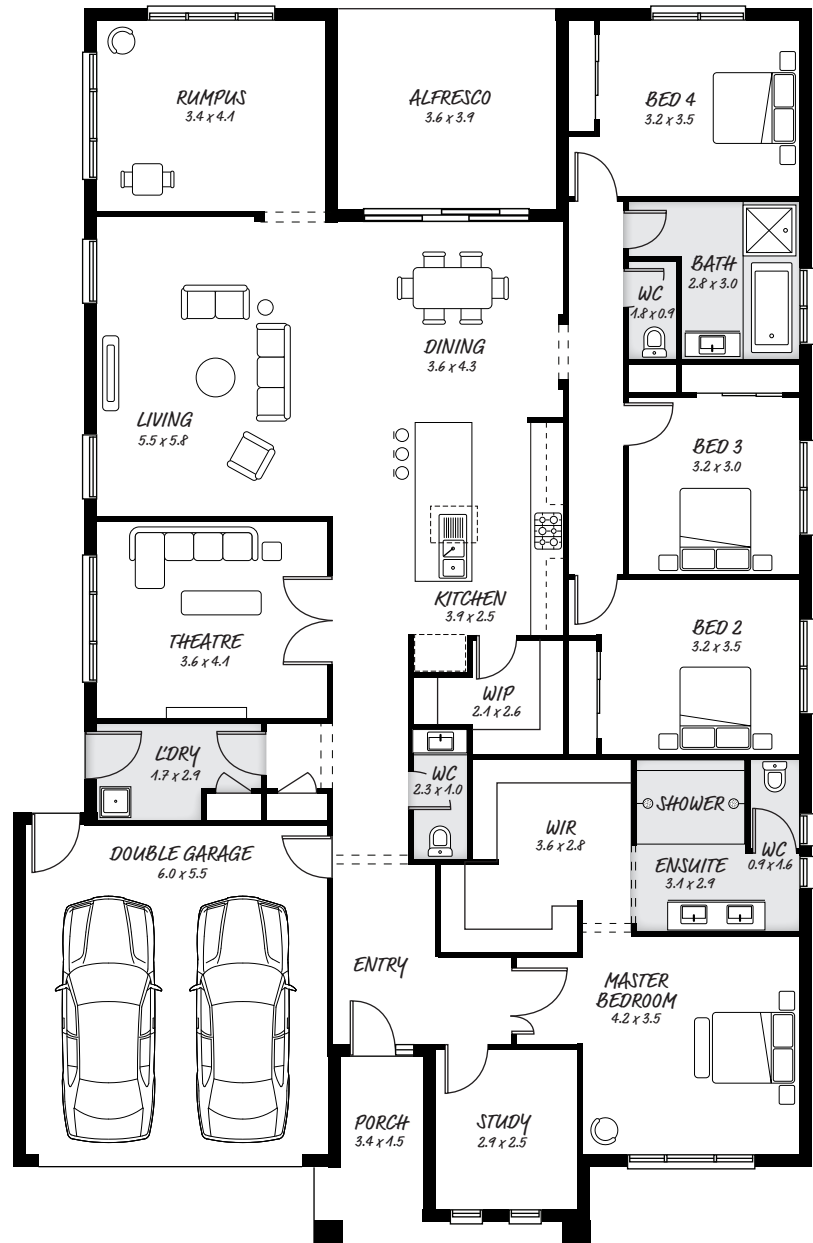 RUMPUS
3.4 x 4.1
ALFRESCO
3.6 x 3.9
BED 4
3.2 x 3.5
BATH
2.8 x 3.0
WC
1.8 x 0.9
DINING
3.6 x 4.3
LIVING
5.5 x 5.8
BED 3
3.2 x 3.0
KITCHEN
3.9 x 2.5
THEATRE
3.6 x 4.1
BED 2
3.2 x 3.5
WIP
2.1 x 2.6
L'DRY
1.7 x 2.9
WC
2.3 x 1.0
WIR
3.6 x 2.8
SHOWER
ENSUITE
3.1 x 2.9
WC
0.9 x 1.6
DOUBLE GARAGE
6.0 x 5.5
ENTRY
MASTER
BEDROOM
4.2 x 3.5
PORCH
3.4 x 1.5
STUDY
2.9 x 2.5